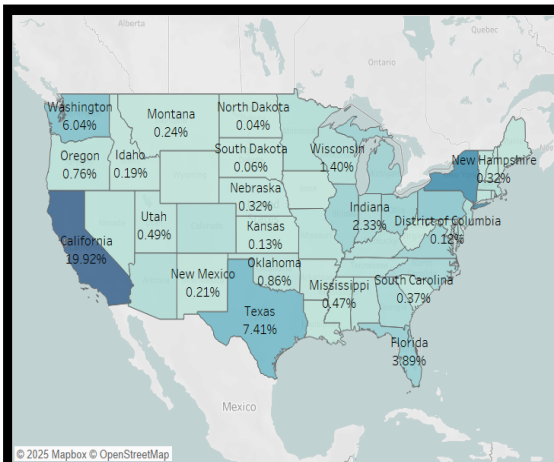 Alberta
Quebec
Ontario
Washington
6.04%
Montana
0.24%
North Dakota
0.04%
Oregon
0.76%
Idaho
0.19%
South Dakota
0.06%
Wisconsin
1.40%
New Hampshire
0.32%
Nebraska
0.32%
Utah
0.49%
California
19.92%
Kansas
0.13%
Indiana
2.33%
District of Columbia
0.12%
New Mexico
0.21%
Oklahoma
0.86%
Mississippi
0.47%
South Carolina
0.37%
Texas
7.41%
Florida
3.89%
Mexico
© 2025 Mapbox © OpenStreetMap